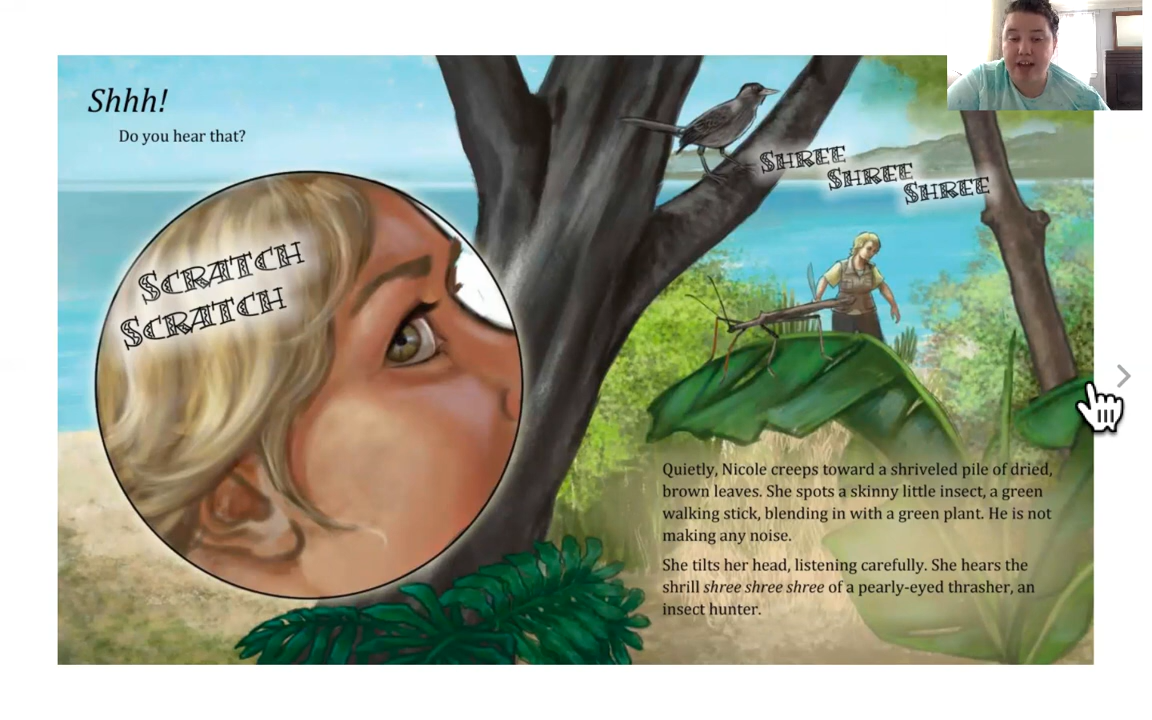 Shhh!
Do you hear that?
SCRATCH
SCRATCH
SHREE
SHREE
SHREE
Quietly, Nicole creeps toward a shriveled pile of dried,
brown leaves. She spots a skinny little insect, a green
walking stick, blending in with a green plant. He is not
making any noise.
She tilts her head, listening carefully. She hears the
shrill shree shree shree of a pearly-eyed thrasher, an
insect hunter.